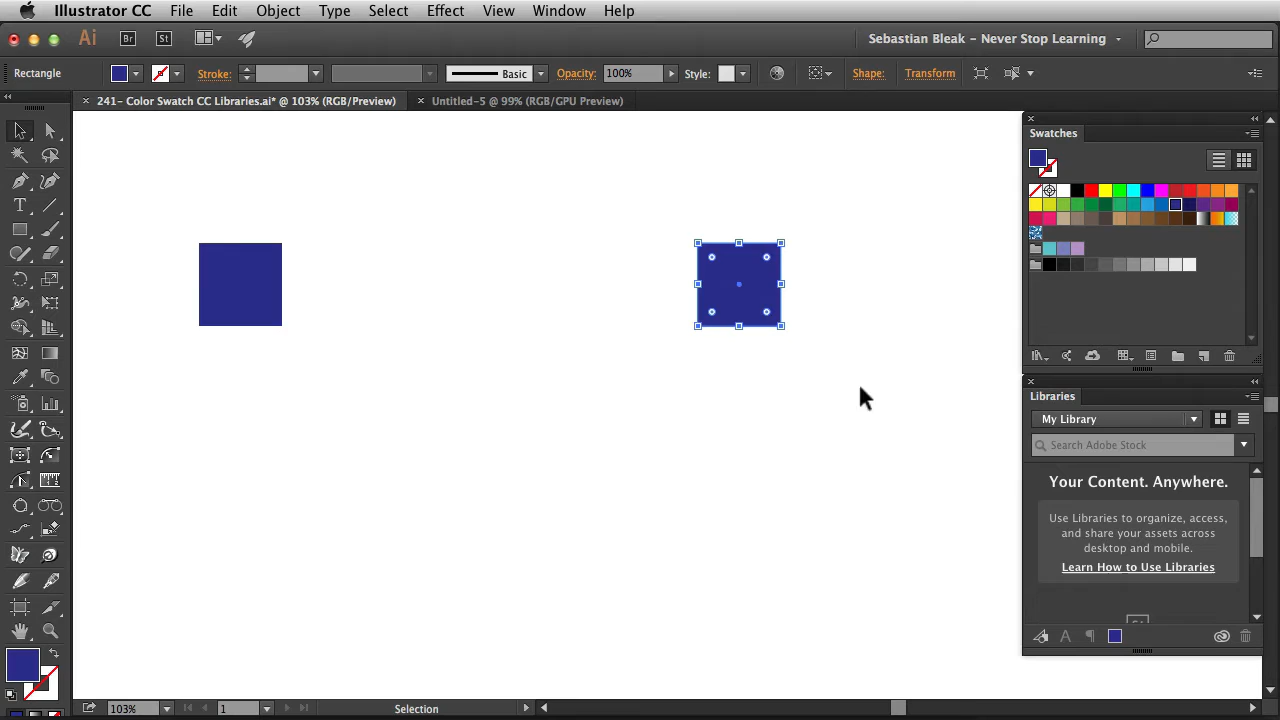 Illustrator CC File Edit Object Type Select Effect View Window Help
Ai Br St Sebastian Bleak – Never Stop Learning
Rectangle Stroke: Basic Opacity: 100% Style: Shape: Transform
241- Color Swatch CC Libraries.ai* @ 103% (RGB/Preview) Untitled-5 @ 99% (RGB/GPU Preview)
Swatches
Libraries
My Library
Search Adobe Stock
Your Content. Anywhere.
Use Libraries to organize, access,
and share your assets across
desktop and mobile.
Learn How to Use Libraries
103% 1 Selection